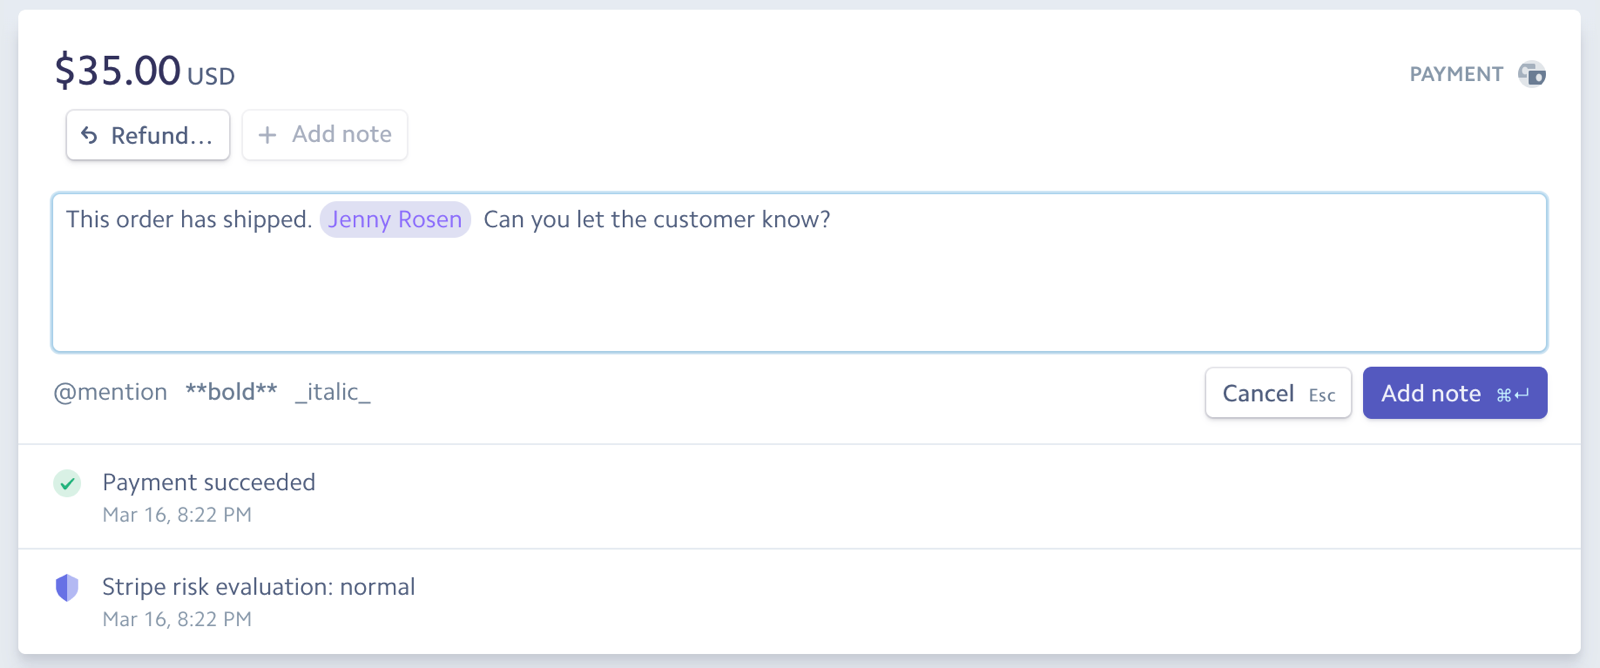 $35.00 USD
PAYMENT
Refund...
+ Add note
This order has shipped. Jenny Rosen Can you let the customer know?
@mention **bold** _italic_
Cancel Esc
Add note ⌘↵
Payment succeeded
Mar 16, 8:22 PM
Stripe risk evaluation: normal
Mar 16, 8:22 PM